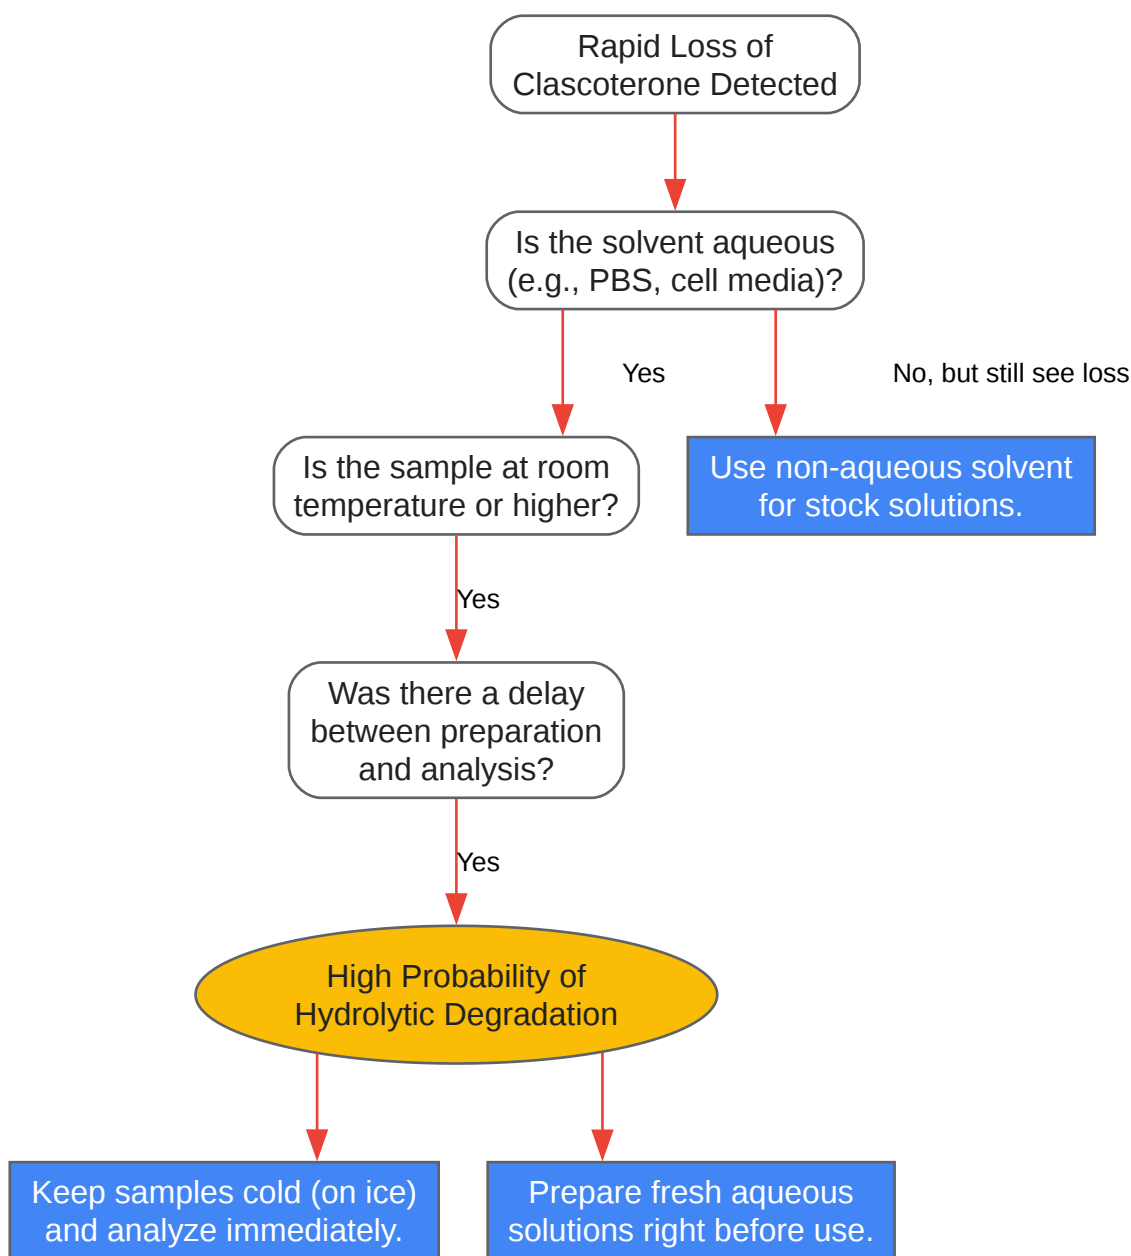 Rapid Loss of
Clascoterone Detected
Is the solvent aqueous
(e.g., PBS, cell media)?
Yes
No, but still see loss
Is the sample at room
temperature or higher?
Use non-aqueous solvent
for stock solutions.
Yes
Was there a delay
between preparation
and analysis?
Yes
High Probability of
Hydrolytic Degradation
Keep samples cold (on ice)
and analyze immediately.
Prepare fresh aqueous
solutions right before use.